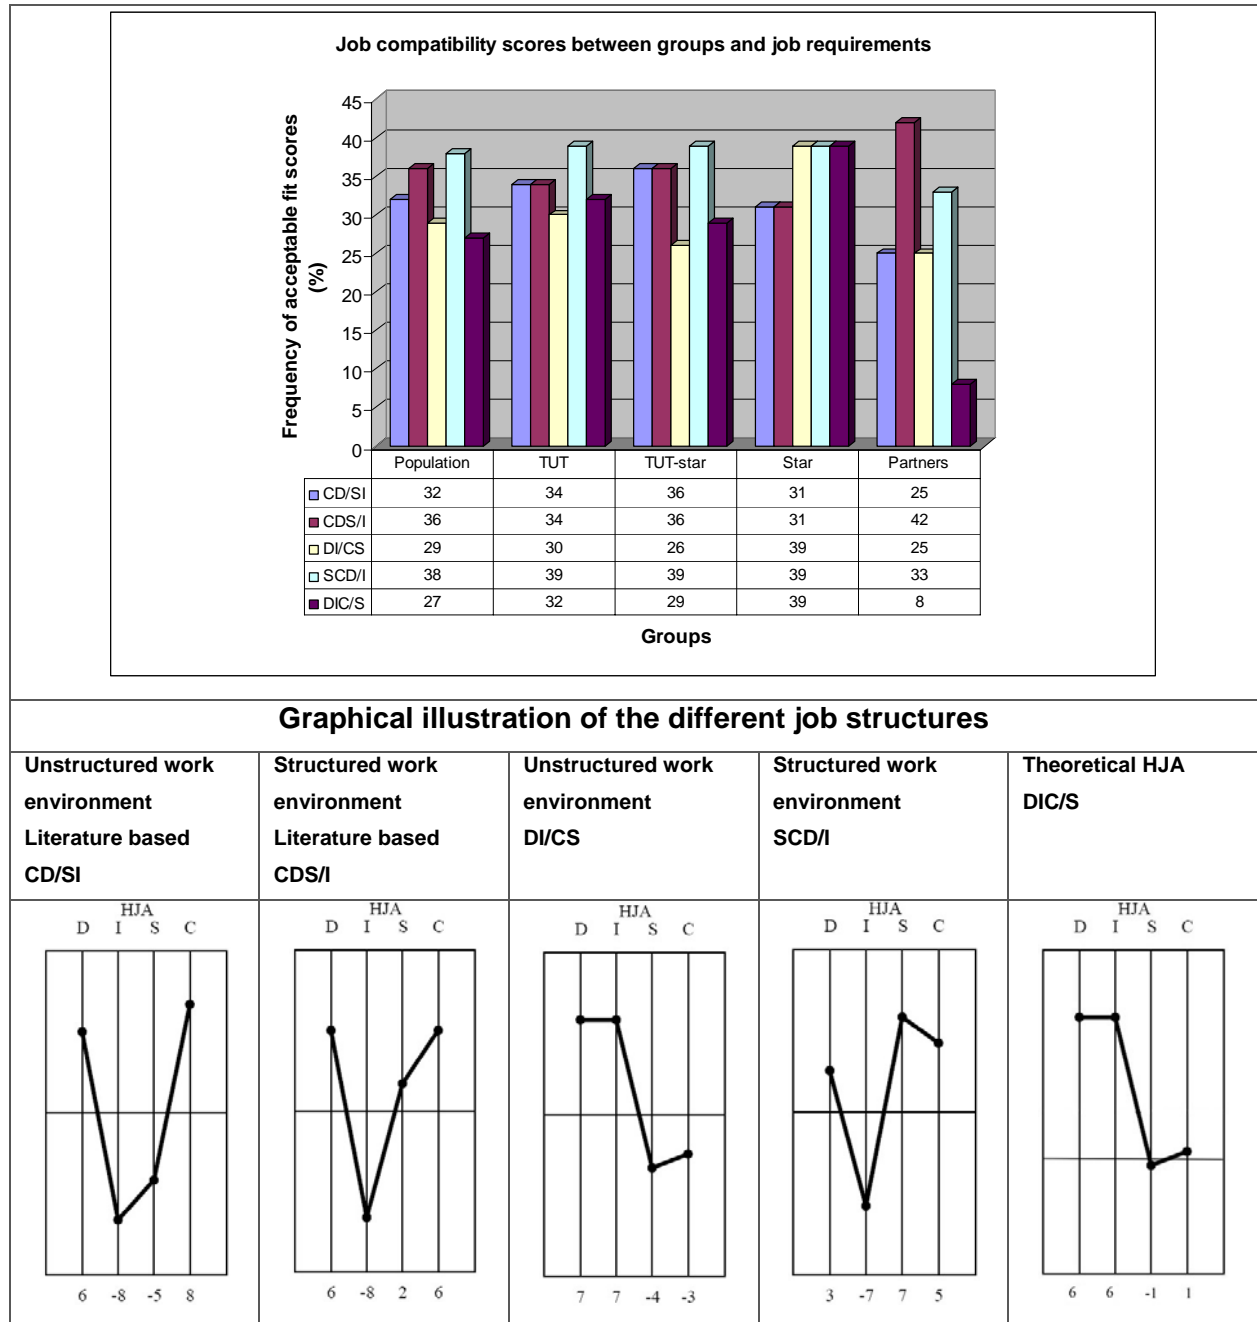 Job compatibility scores between groups and job requirements
Frequency of acceptable fit scores
(%)
45
40
35
30
25
20
15
10
5
0
Population TUT TUT-star Star Partners
CD/SI 32 34 36 31 25
CDS/I 36 34 36 31 42
DI/CS 29 30 26 39 25
SCD/I 38 39 39 39 33
DIC/S 27 32 29 39 8
Groups
Graphical illustration of the different job structures
Unstructured work
environment
Literature based
CD/SI
Structured work
environment
Literature based
CDS/I
Unstructured work
environment
DI/CS
Structured work
environment
SCD/I
Theoretical HJA
DIC/S
HJA
D I S C
6 -8 -5 8
HJA
D I S C
6 -8 2 6
HJA
D I S C
7 7 -4 -3
HJA
D I S C
3 -7 7 5
HJA
D I S C
6 6 -1 1